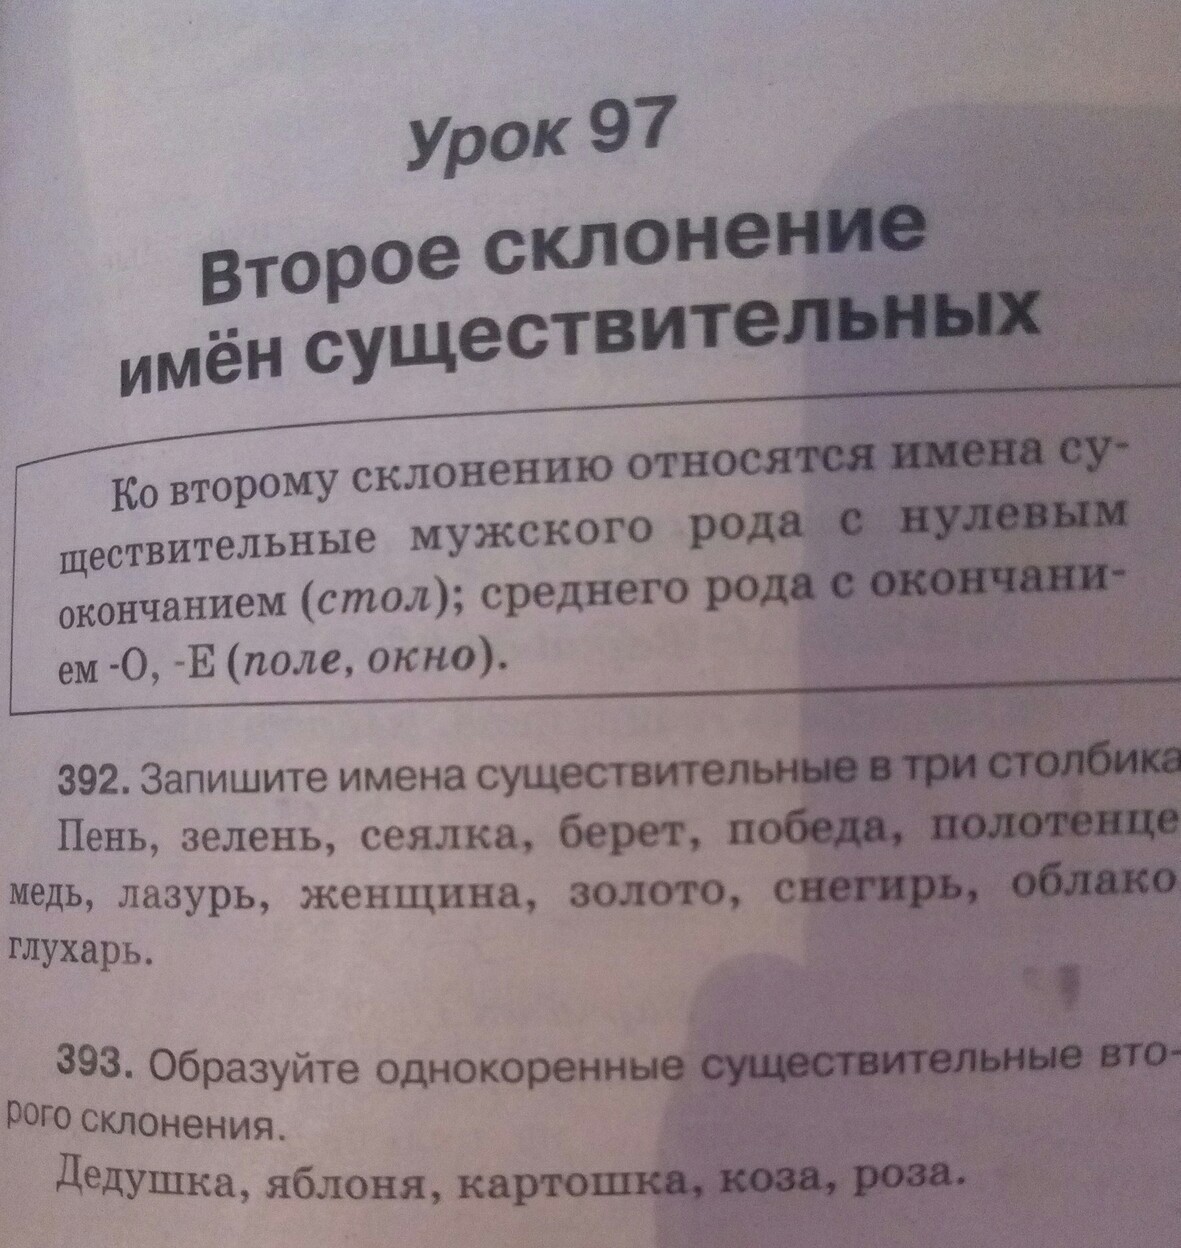 Урок 97
Второе склонение
имён существительных
Ко второму склонению относятся имена су-
ществительные мужского рода с нулевым
окончанием (стол); среднего рода с окончани-
ем -О, -Е (поле, окно).
392. Запишите имена существительные в три столбика
Пень, зелень, сеялка, берет, победа, полотенце
медь, лазурь, женщина, золото, снегирь, облако
глухарь.
393. Образуйте однокоренные существительные вто-
рого склонения.
Дедушка, яблоня, картошка, коза, роза.